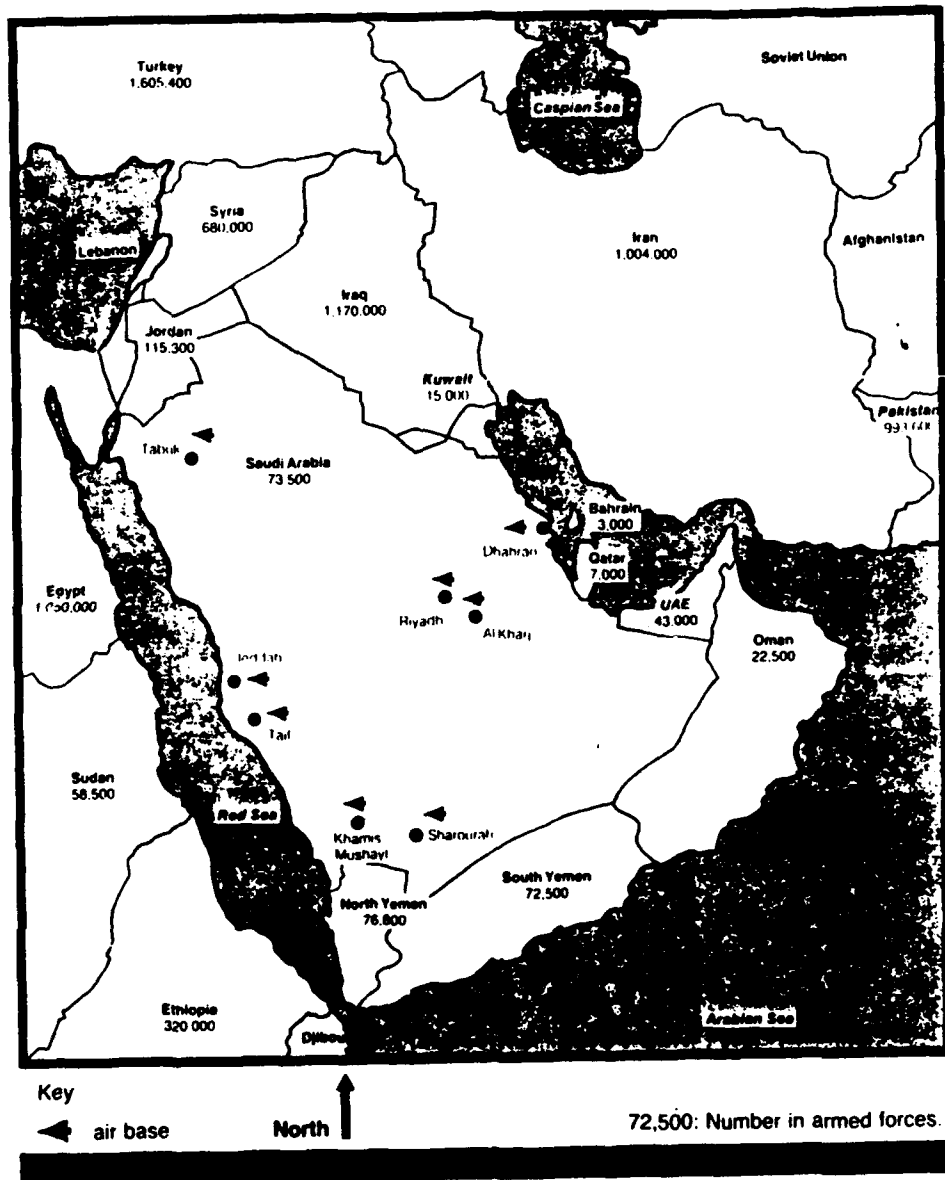 Turkey
1,605,400
Soviet Union
Caspian Sea
Syria
680,000
Lebanon
Iran
1,004,000
Afghanistan
Iraq
1,170,000
Jordan
115,300
Kuwait
15,000
Pakistan
Tabuk
Saudi Arabia
73,500
Bahrain
3,000
Dhahran
Qatar
7,000
Egypt
UAE
43,000
Riyadh
Al Kharj
Oman
22,500
Jeddah
Taif
Sudan
58,500
Red Sea
Khamis
Mushayt
Sharourah
South Yemen
72,500
North Yemen
76,800
Ethiopia
320,000
Arabian Sea
Key
air base
North
72,500: Number in armed forces.